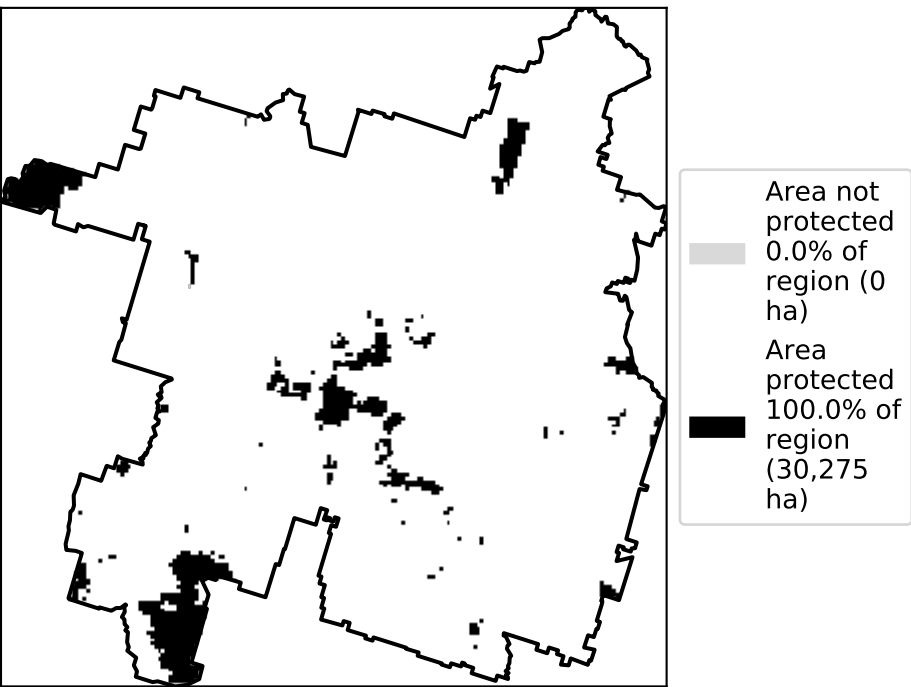 Area not
protected
0.0% of
region (0
ha)
Area
protected
100.0% of
region
(30,275
ha)